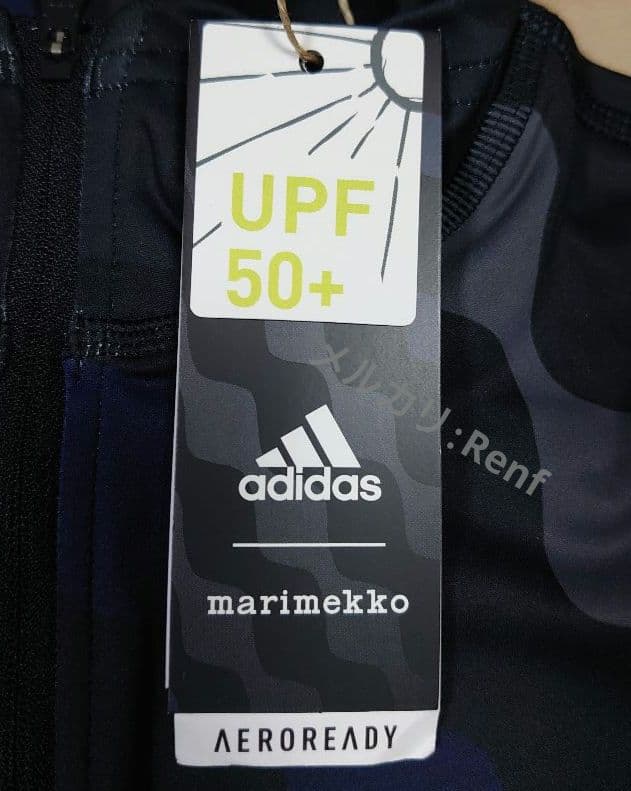 UPF
50+
メルカリ:Renf
adidas
marimekko
AEROREADY